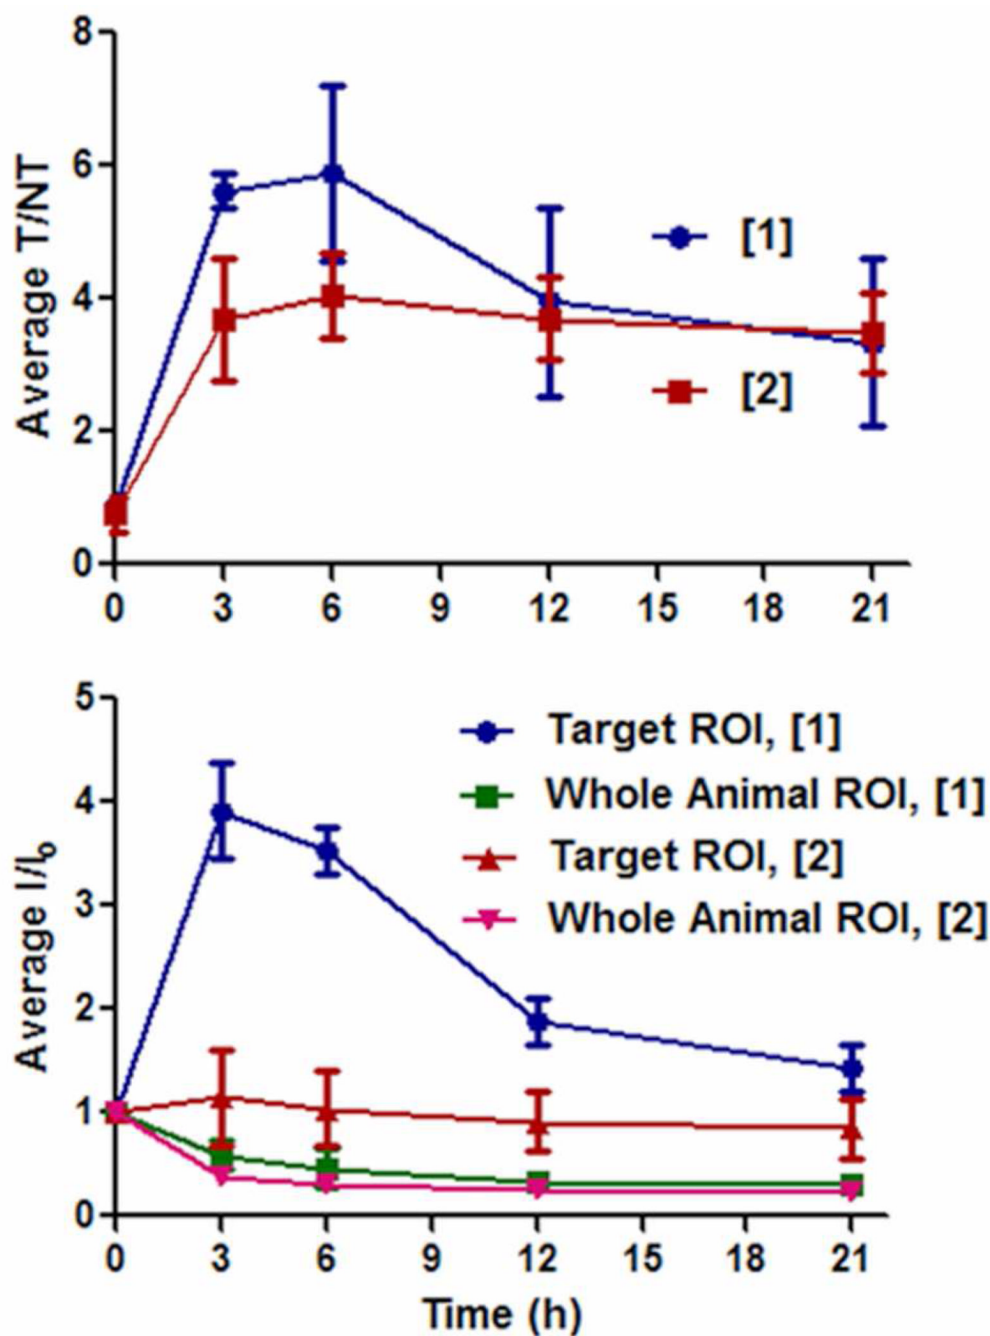 Average T/NT
8
6
4
2
0
[1]
[2]
0 3 6 9 12 15 18 21
Average I/I₀
5
4
3
2
1
0
Target ROI, [1]
Whole Animal ROI, [1]
Target ROI, [2]
Whole Animal ROI, [2]
0 3 6 9 12 15 18 21
Time (h)